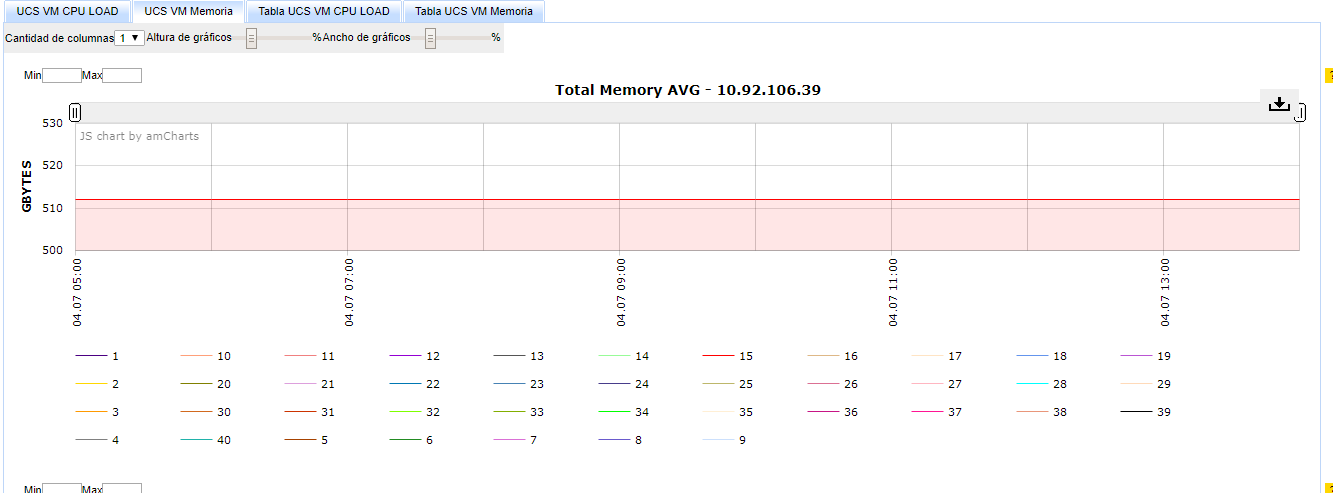 UCS VM CPU LOAD UCS VM Memoria Tabla UCS VM CPU LOAD Tabla UCS VM Memoria
Cantidad de columnas 1 Altura de gráficos % Ancho de gráficos %
Min Max
?
Total Memory AVG - 10.92.106.39
JS chart by amCharts
GBYTES
530
520
510
500
04.07 05:00 04.07 07:00 04.07 09:00 04.07 11:00 04.07 13:00
1 10 11 12 13 14 15 16 17 18 19
2 20 21 22 23 24 25 26 27 28 29
3 30 31 32 33 34 35 36 37 38 39
4 40 5 6 7 8 9
Min Max